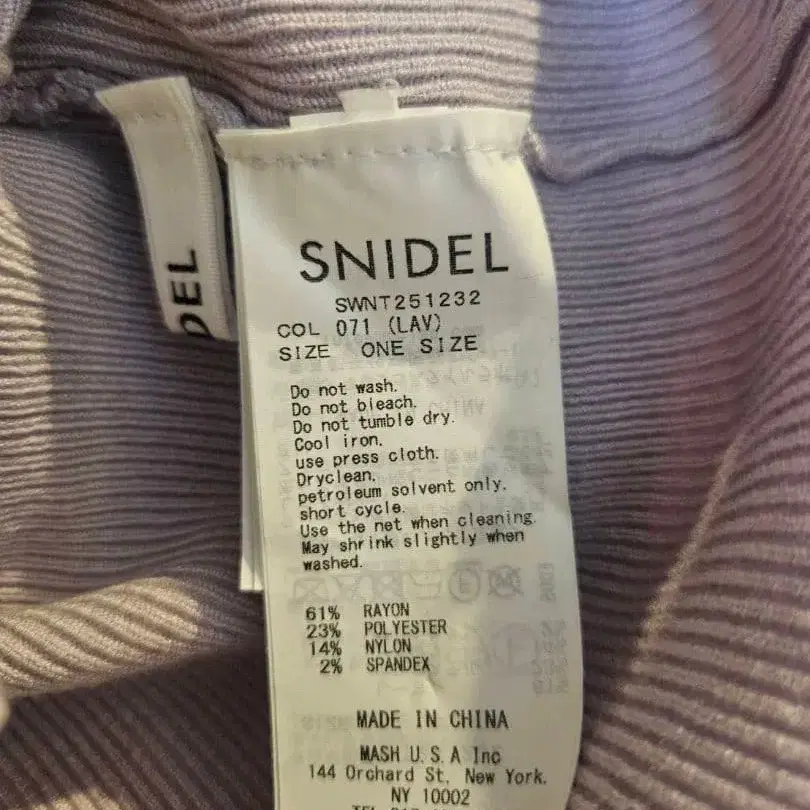 DEL
SNIDEL
SWNT251232
COL 071 (LAV)
SIZE ONE SIZE
Do not wash.
Do not bleach.
Do not tumble dry.
Cool iron.
use press cloth.
Dryclean.
petroleum solvent only.
short cycle.
Use the net when cleaning.
May shrink slightly when
washed.
61% RAYON
23% POLYESTER
14% NYLON
2% SPANDEX
MADE IN CHINA
MASH U.S.A Inc
144 Orchard St, New York.
NY 10002